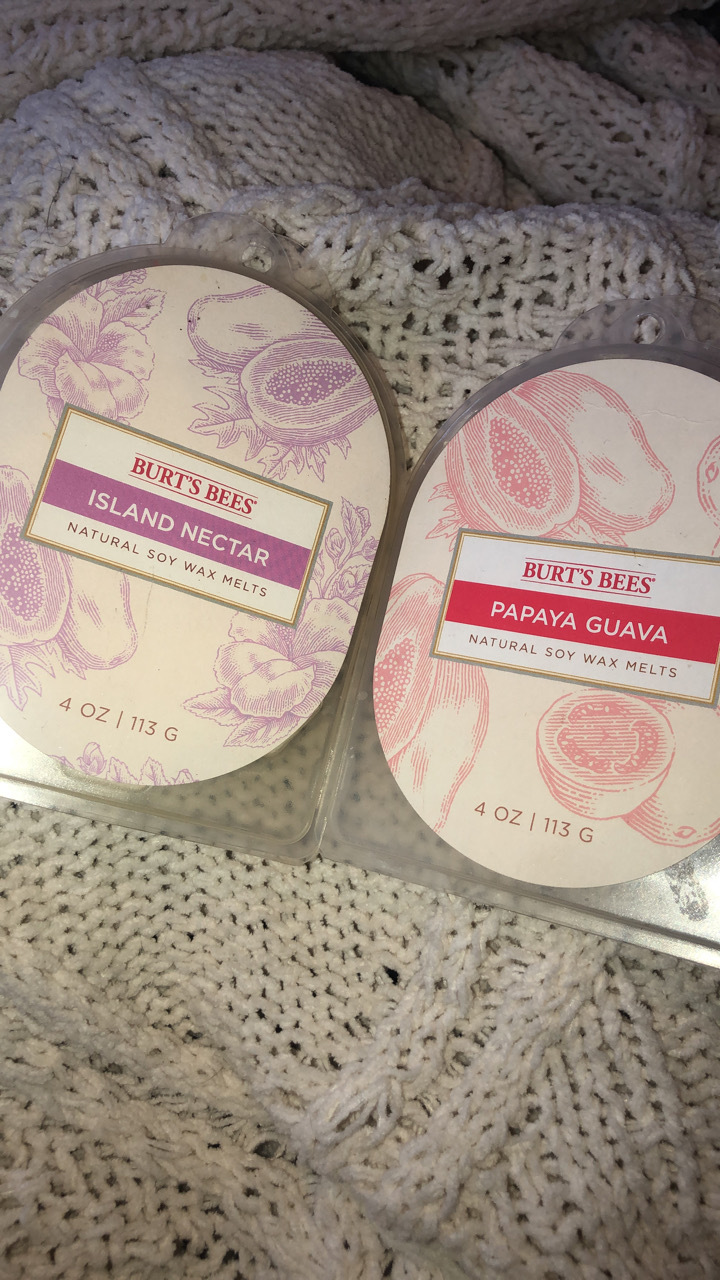 BURT'S BEES®
ISLAND NECTAR
NATURAL SOY WAX MELTS
4 OZ | 113 G
BURT'S BEES®
PAPAYA GUAVA
NATURAL SOY WAX MELTS
4 OZ | 113 G